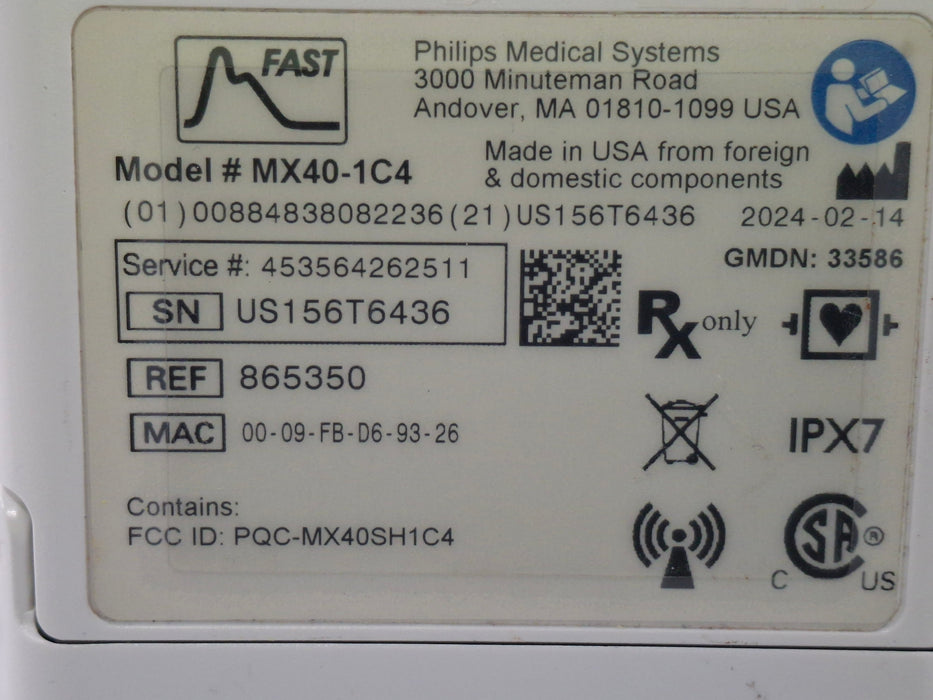 FAST
Philips Medical Systems
3000 Minuteman Road
Andover, MA 01810-1099 USA
Made in USA from foreign
& domestic components
Model # MX40-1C4
(01)00884838082236(21)US156T6436 2024-02-14
GMDN: 33586
Service #: 453564262511
SN US156T6436
Rx only
REF 865350
MAC 00-09-FB-D6-93-26
IPX7
Contains:
FCC ID: PQC-MX40SH1C4
C SA ® US